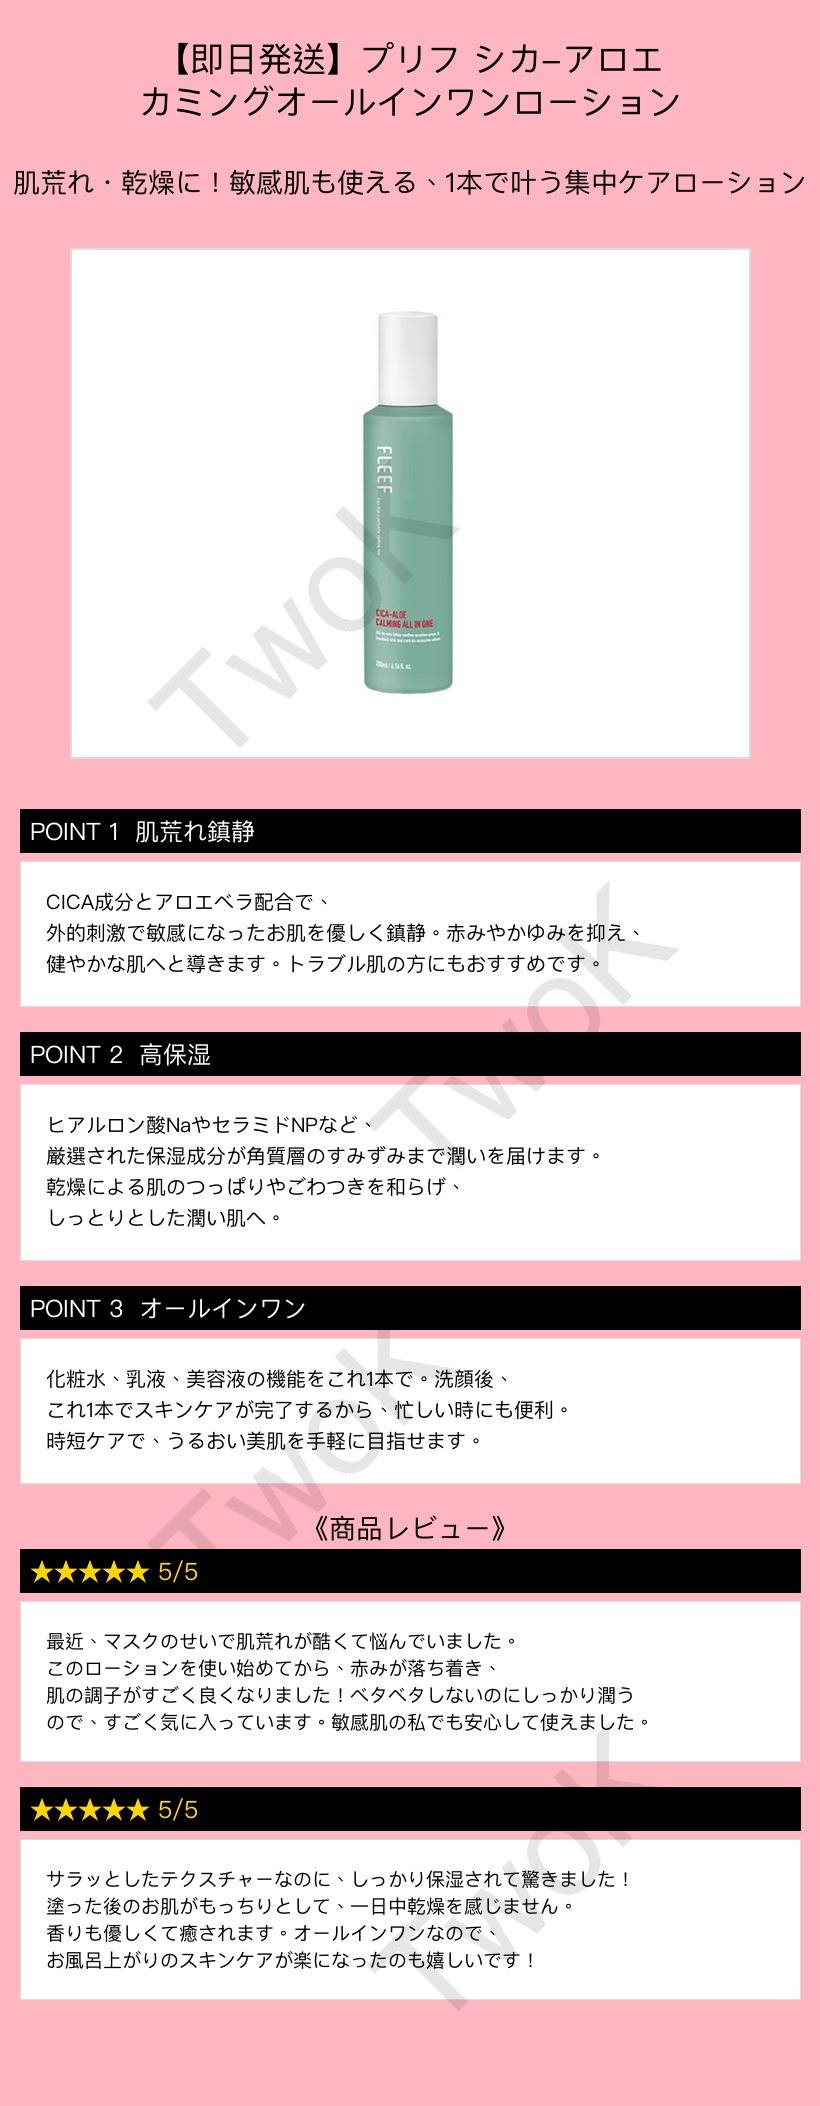 【即日発送】プリフ シカ–アロエ
カミングオールインワンローション
肌荒れ・乾燥に！敏感肌も使える、1本で叶う集中ケアローション
FLEEF
CICA-ALOE
CALMING ALL IN ONE
TwoK
POINT 1 肌荒れ鎮静
CICA成分とアロエベラ配合で、
外的刺激で敏感になったお肌を優しく鎮静。赤みやかゆみを抑え、
健やかな肌へと導きます。トラブル肌の方にもおすすめです。
TwoK
POINT 2 高保湿
ヒアルロン酸NaやセラミドNPなど、
厳選された保湿成分が角質層のすみずみまで潤いを届けます。
乾燥による肌のつっぱりやごわつきを和らげ、
しっとりとした潤い肌へ。
POINT 3 オールインワン
化粧水、乳液、美容液の機能をこれ1本で。洗顔後、
これ1本でスキンケアが完了するから、忙しい時にも便利。
時短ケアで、うるおい美肌を手軽に目指せます。
TwoK
《商品レビュー》
★★★★★ 5/5
最近、マスクのせいで肌荒れが酷くて悩んでいました。
このローションを使い始めてから、赤みが落ち着き、
肌の調子がすごく良くなりました！ベタベタしないのにしっかり潤う
ので、すごく気に入っています。敏感肌の私でも安心して使えました。
★★★★★ 5/5
サラッとしたテクスチャーなのに、しっかり保湿されて驚きました！
塗った後のお肌がもっちりとして、一日中乾燥を感じません。
香りも優しくて癒されます。オールインワンなので、
お風呂上がりのスキンケアが楽になったのも嬉しいです！
TwoK